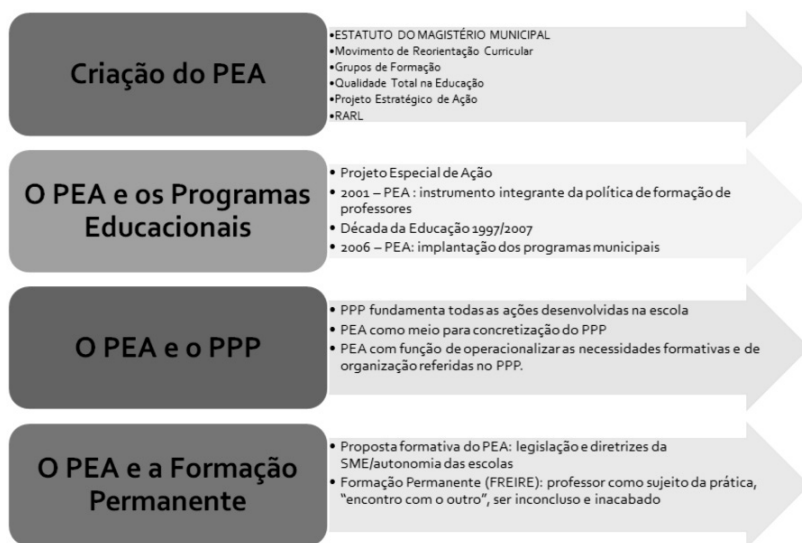 Criação do PEA
•ESTATUTO DO MAGISTÉRIO MUNICIPAL
•Movimento de Reorientação Curricular
•Grupos de Formação
•Qualidade Total na Educação
•Projeto Estratégico de Ação
•RARL
O PEA e os Programas
Educacionais
• Projeto Especial de Ação
• 2001 – PEA : instrumento integrante da política de formação de
professores
• Década da Educação 1997/2007
• 2006 – PEA: implantação dos programas municipais
O PEA e o PPP
• PPP fundamenta todas as ações desenvolvidas na escola
• PEA como meio para concretização do PPP
• PEA com função de operacionalizar as necessidades formativas e de
organização referidas no PPP.
O PEA e a Formação
Permanente
• Proposta formativa do PEA: legislação e diretrizes da
SME/autonomia das escolas
• Formação Permanente (FREIRE): professor como sujeito da prática,
“encontro com o outro”, ser inconcluso e inacabado